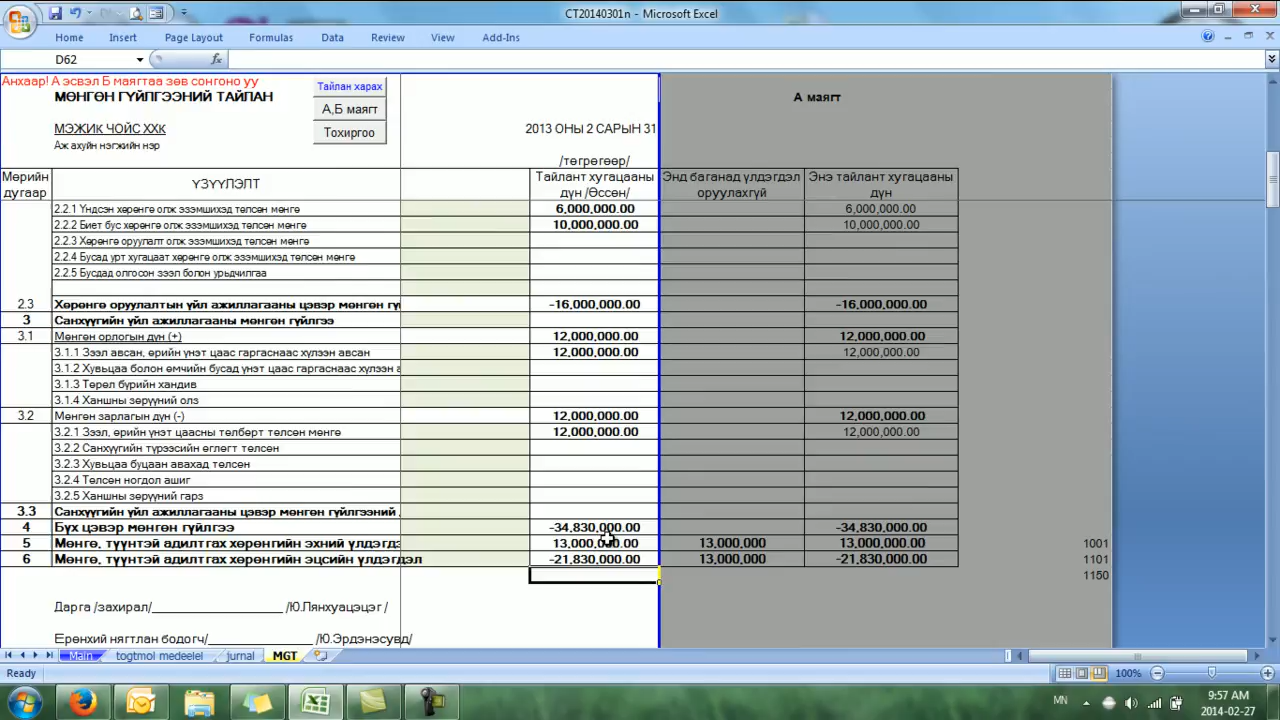 CT20140301n - Microsoft Excel
Home Insert Page Layout Formulas Data Review View Add-Ins
D62 fx
Анхаар! А эсвэл Б маягтаа зөв сонгоно уу
Тайлан харах
МӨНГӨН ГҮЙЛГЭЭНИЙ ТАЙЛАН
А маягт
А,Б маягт
МЭЖИК ЧОЙС ХХК
Тохиргоо
2013 ОНЫ 2 САРЫН 31
Аж ахуйн нэгжийн нэр
/төгрөгөөр/
Мөрийн дугаар ҮЗҮҮЛЭЛТ Тайлант хугацааны дүн /Өссөн/ Энд баганад үлдэгдэл оруулахгүй Энэ тайлант хугацааны дүн
2.2.1 Үндсэн хөрөнгө олж эзэмшихэд төлсөн мөнгө 6,000,000.00 6,000,000.00
2.2.2 Биет бус хөрөнгө олж эзэмшихэд төлсөн мөнгө 10,000,000.00 10,000,000.00
2.2.3 Хөрөнгө оруулалт олж эзэмшихэд төлсөн мөнгө
2.2.4 Бусад урт хугацаат хөрөнгө олж эзэмшихэд төлсөн мөнгө
2.2.5 Бусдад олгосон зээл болон урьдчилгаа
2.3 Хөрөнгө оруулалтын үйл ажиллагааны цэвэр мөнгөн гү -16,000,000.00 -16,000,000.00
3 Санхүүгийн үйл ажиллагааны мөнгөн гүйлгээ
3.1 Мөнгөн орлогын дүн (+) 12,000,000.00 12,000,000.00
3.1.1 Зээл авсан, өрийн үнэт цаас гаргаснаас хүлээн авсан 12,000,000.00 12,000,000.00
3.1.2 Хувьцаа болон өмчийн бусад үнэт цаас гаргаснаас хүлээн а
3.1.3 Төрөл бүрийн хандив
3.1.4 Ханшны зөрүүний олз
3.2 Мөнгөн зарлагын дүн (-) 12,000,000.00 12,000,000.00
3.2.1 Зээл, өрийн үнэт цаасны төлбөрт төлсөн мөнгө 12,000,000.00 12,000,000.00
3.2.2 Санхүүгийн түрээсийн өглөгт төлсөн
3.2.3 Хувьцаа буцаан авахад төлсөн
3.2.4 Төлсөн ногдол ашиг
3.2.5 Ханшны зөрүүний гарз
3.3 Санхүүгийн үйл ажиллагааны цэвэр мөнгөн гүйлгээний
4 Бүх цэвэр мөнгөн гүйлгээ -34,830,000.00 -34,830,000.00
5 Мөнгө, түүнтэй адилтгах хөрөнгийн эхний үлдэгдэ 13,000,000.00 13,000,000 13,000,000.00 1001
6 Мөнгө, түүнтэй адилтгах хөрөнгийн эцсийн үлдэгдэл -21,830,000.00 13,000,000 -21,830,000.00 1101
1150
Дарга /захирал/____________________ /Ю.Лянхуацэцэг /
Ерөнхий нягтлан бодогч/________________ /Ю.Эрдэнэсувд/
Main togtmol medeelel jurnal MGT
Ready 100%
MN 9:57 AM
2014-02-27